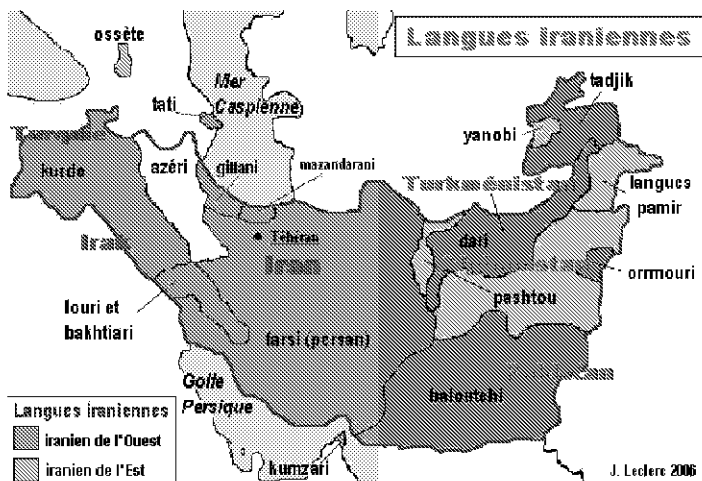 Langues iraniennes
ossète
Mer
Caspienne
tati
tadjik
yanobi
Turquie
kurde
azéri
gillani
mazandarani
langues
pamir
Turkménistan
Téhéran
dari
Irak
Iran
ormouri
pashtou
louri et
bakhtiari
farsi (persan)
Golfe
Persique
baloutchi
kumzari
Langues iraniennes
iranien de l'Ouest
iranien de l'Est
J. Leclerc 2006